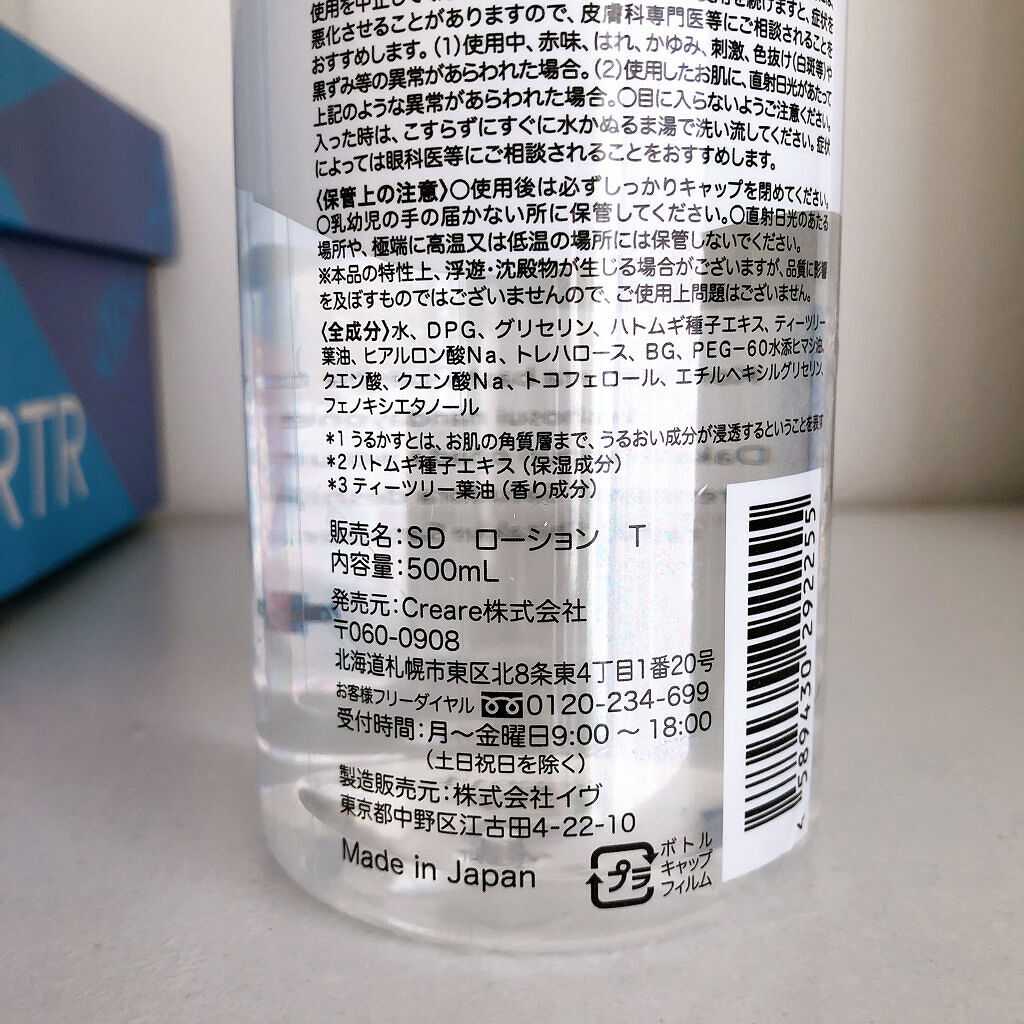 悪化させることがありますので、皮膚科専門医等にご相談されることを
おすすめします。(1)使用中、赤味、はれ、かゆみ、刺激、色抜け(白斑等)や
黒ずみ等の異常があらわれた場合。(2)使用したお肌に、直射日光があたって
上記のような異常があらわれた場合。○目に入らないようご注意ください。
入った時は、こすらずにすぐに水かぬるま湯で洗い流してください。症状
によっては眼科医等にご相談されることをおすすめします。
〈保管上の注意〉○使用後は必ずしっかりキャップを閉めてください。
○乳幼児の手の届かない所に保管してください。○直射日光のあたる
場所や、極端に高温又は低温の場所には保管しないでください。
※本品の特性上、浮遊・沈殿物が生じる場合がございますが、品質に影響
を及ぼすものではございませんので、ご使用上問題はございません。
〈全成分〉水、DPG、グリセリン、ハトムギ種子エキス、ティーツリー
葉油、ヒアルロン酸Na、トレハロース、BG、PEG-60水添ヒマシ油、
クエン酸、クエン酸Na、トコフェロール、エチルヘキシルグリセリン、
フェノキシエタノール
*1 うるかすとは、お肌の角質層まで、うるおい成分が浸透するということを表す
*2 ハトムギ種子エキス(保湿成分)
*3 ティーツリー葉油(香り成分)
販売名:SD ローション T
内容量:500mL
発売元:Creare株式会社
〒060-0908
北海道札幌市東区北8条東4丁目1番20号
お客様フリーダイヤル 0120-234-699
受付時間:月〜金曜日9:00 〜 18:00
(土日祝日を除く)
製造販売元:株式会社イヴ
東京都中野区江古田4-22-10
Made in Japan
プラ
ボトル
キャップ
フィルム
4 589430 292255
RTR